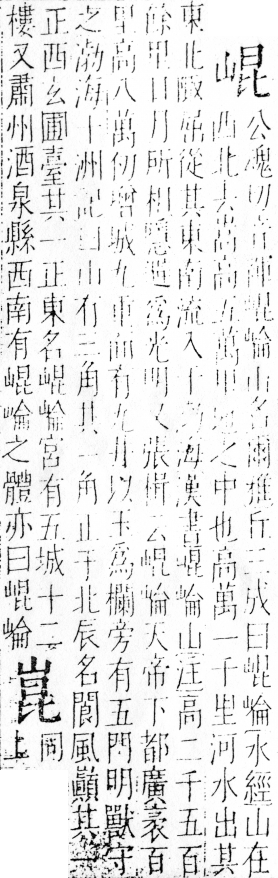 崐公魂切音禆崐崘山名爾雅丘三成曰崐崘水經山在
西北去嵩高五萬里地之中也高萬一千里河水出其
東北陬屈從其東南流入于渤海漢書崐崘山注高二千五百
餘里日月所相隱避爲光明又張楫云崐崘天帝下都廣袤百
里高八萬仞增城九重面有九井以玉爲欄旁有五門明獸守
之渤海十洲記崐山有三角其一角正干北辰名閬風巔其一
正西玄圃臺其一正東名崐崘宮有五城十二
樓又肅州酒泉縣西南有崐崘之體亦曰崐崘崑同
上